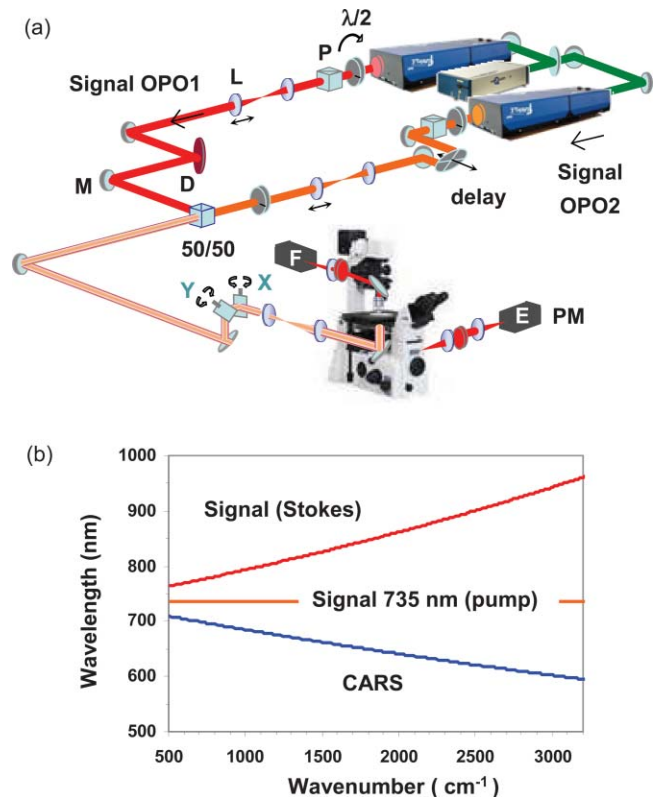 (a)
λ/2
P
L
Signal OPO1
M
D
delay
Signal
OPO2
50/50
F
Y
X
E
PM
(b)
1000
900
800
700
600
500
Wavelength (nm)
Signal (Stokes)
Signal 735 nm (pump)
CARS
500
1000
1500
2000
2500
3000
Wavenumber ( cm⁻¹)